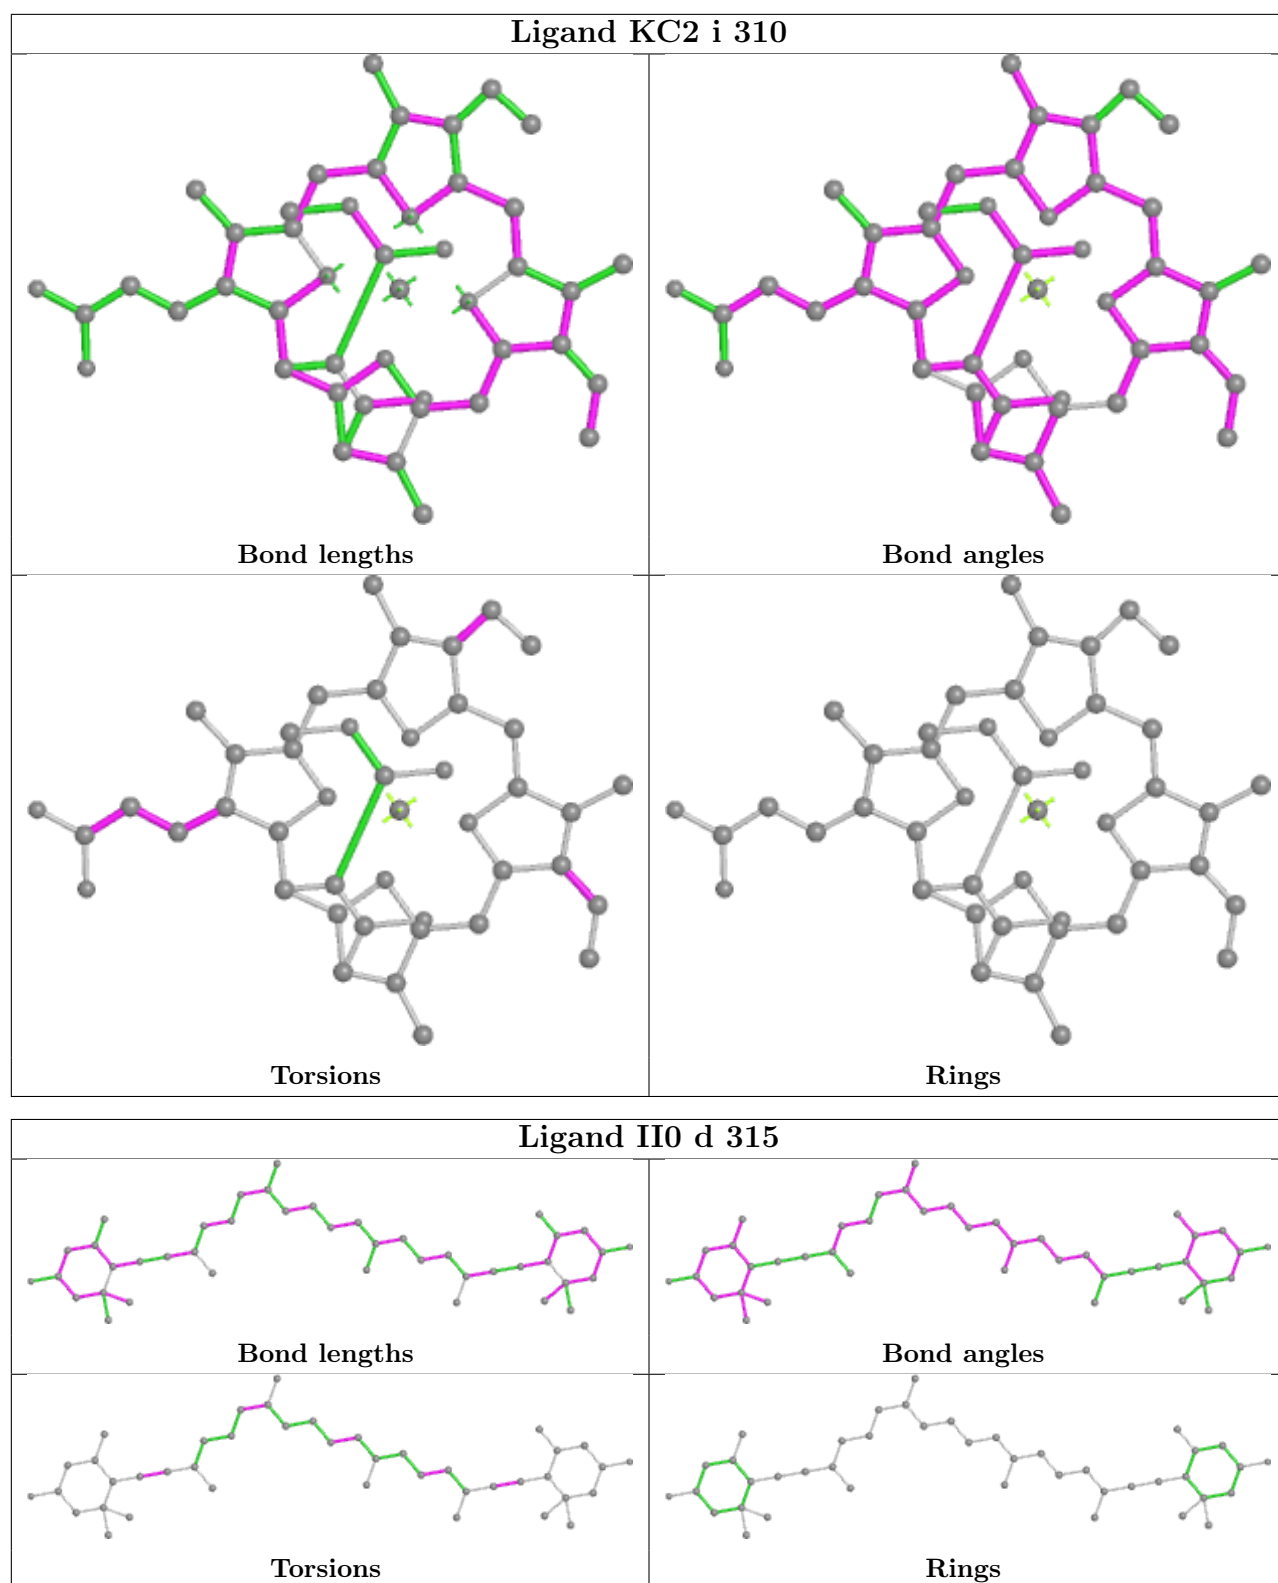 Ligand KC2 i 310
Bond lengths
Bond angles
Torsions
Rings
Ligand II0 d 315
Bond lengths
Bond angles
Torsions
Rings